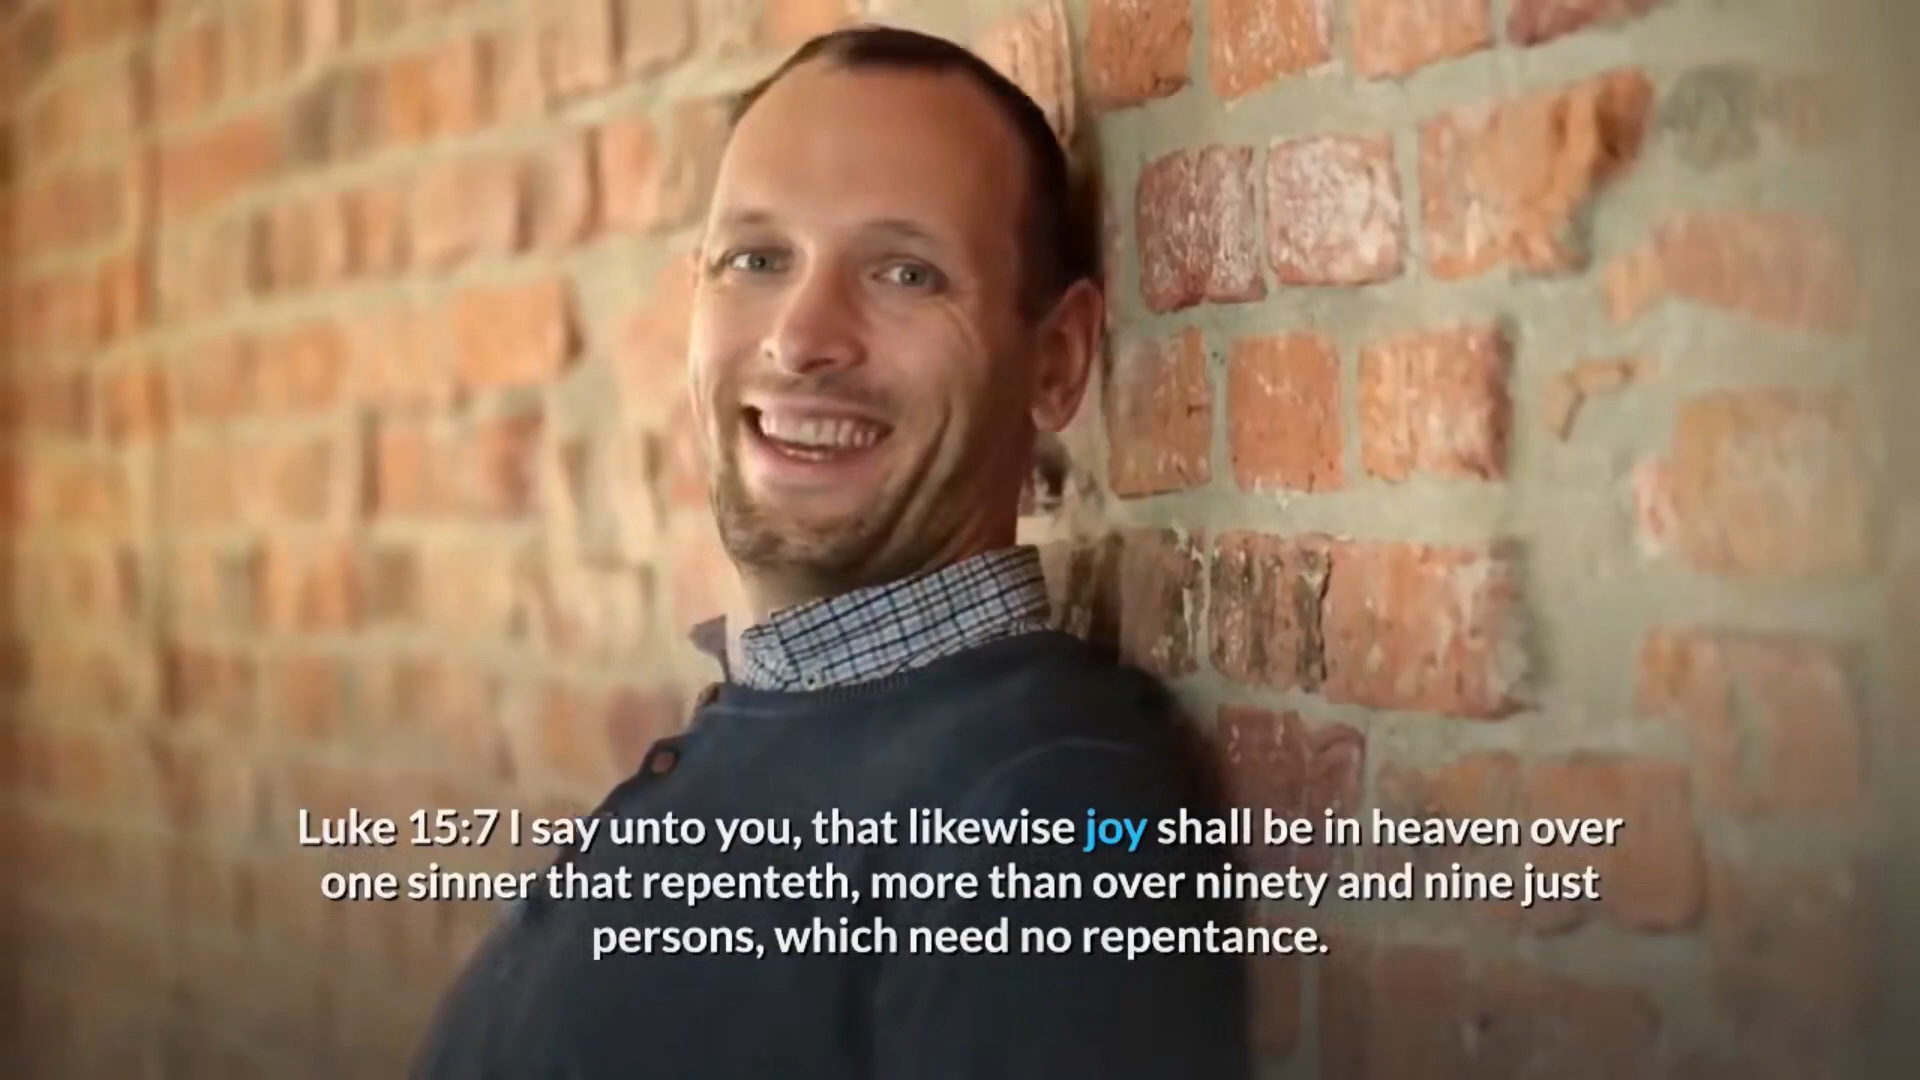 Luke 15:7 I say unto you, that likewise joy shall be in heaven over
one sinner that repenteth, more than over ninety and nine just
persons, which need no repentance.